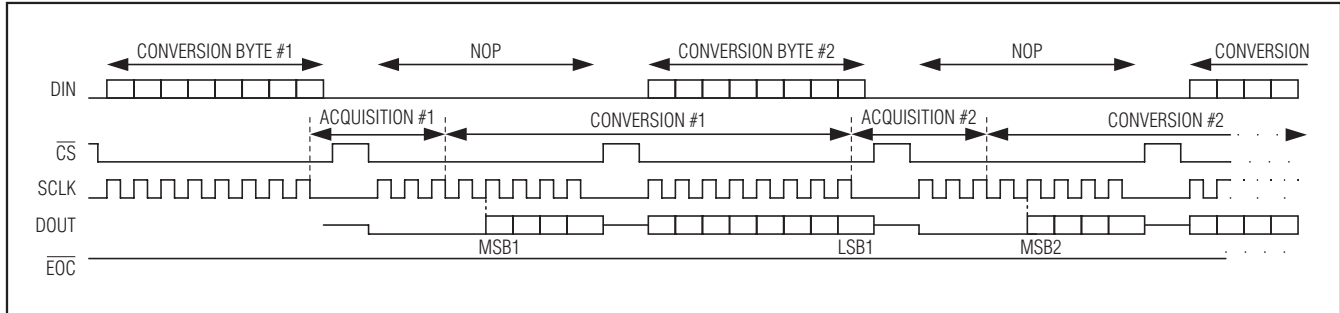 CONVERSION BYTE #1 NOP CONVERSION BYTE #2 NOP CONVERSION
DIN
ACQUISITION #1 CONVERSION #1 ACQUISITION #2 CONVERSION #2
CS
SCLK
DOUT
MSB1 LSB1 MSB2
EOC